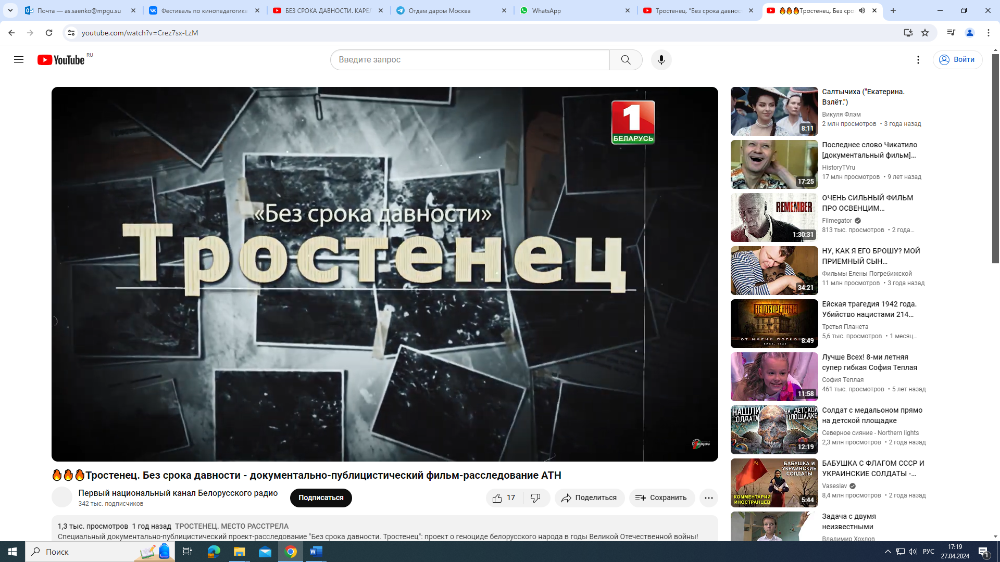 Почта — as.saenko@mpgu.su
Фестиваль по кинопедагогике
БЕЗ СРОКА ДАВНОСТИ. КАРЕЛ
Отдам даром Москва
WhatsApp
Тростенец. "Без срока давнос
🔥🔥🔥Тростенец. Без сро
youtube.com/watch?v=Crez7sx-LzM
YouTube RU
Введите запрос
Войти
1
БЕЛАРУСЬ
«Без срока давности»
Тростенец
🔥🔥🔥Тростенец. Без срока давности - документально-публицистический фильм-расследование АТН
Первый национальный канал Белорусского радио
342 тыс. подписчиков
Подписаться
17
Поделиться
Сохранить
1,3 тыс. просмотров 1 год назад ТРОСТЕНЕЦ. МЕСТО РАССТРЕЛА
Специальный документально-публицистический проект-расследование "Без срока давности. Тростенец": проект о геноциде белорусского народа в годы Великой Отечественной войны!
8:11
Салтычиха ("Екатерина.
Взлёт.")
Викуля Флэм
2 млн просмотров • 3 года назад
17:25
Последнее слово Чикатило
[документальный фильм]...
HistoryTVru
17 млн просмотров • 9 лет назад
REMEMBER
1:30:31
ОЧЕНЬ СИЛЬНЫЙ ФИЛЬМ
ПРО ОСВЕНЦИМ...
Filmegator
813 тыс. просмотров • 2 года...
34:21
НУ, КАК Я ЕГО БРОШУ? МОЙ
ПРИЕМНЫЙ СЫН...
Фильмы Елены Погребижской
11 млн просмотров • 3 года назад
НЕПОКОРЁННЫЕ
ОТ ИМЕНИ ПОГИБШ
ЕЙСК, 1942
8:49
Ейская трагедия 1942 года.
Убийство нацистами 214...
Третья Планета
5,6 тыс. просмотров • 1 месяц...
11:58
Лучше Всех! 8-ми летняя
супер гибкая София Теплая
София Теплая
461 тыс. просмотров • 5 лет назад
НАШЛИ СОЛДАТА НА ДЕТСКОЙ ПЛОЩАДКЕ
12:19
Солдат с медальоном прямо
на детской площадке
Северное сияние - Northern lights
2,3 млн просмотров • 2 года назад
БАБУШКА И
УКРАИНСКИЕ
СОЛДАТЫ
КОММЕНТАРИИ
ИНОСТРАНЦЕВ
5:44
БАБУШКА С ФЛАГОМ СССР И
УКРАИНСКИЕ СОЛДАТЫ -...
Vaseslav
8,4 млн просмотров • 2 года назад
Задача с двумя
неизвестными
Владимир Хохлов
Поиск
РУС
17:19
27.04.2024
1